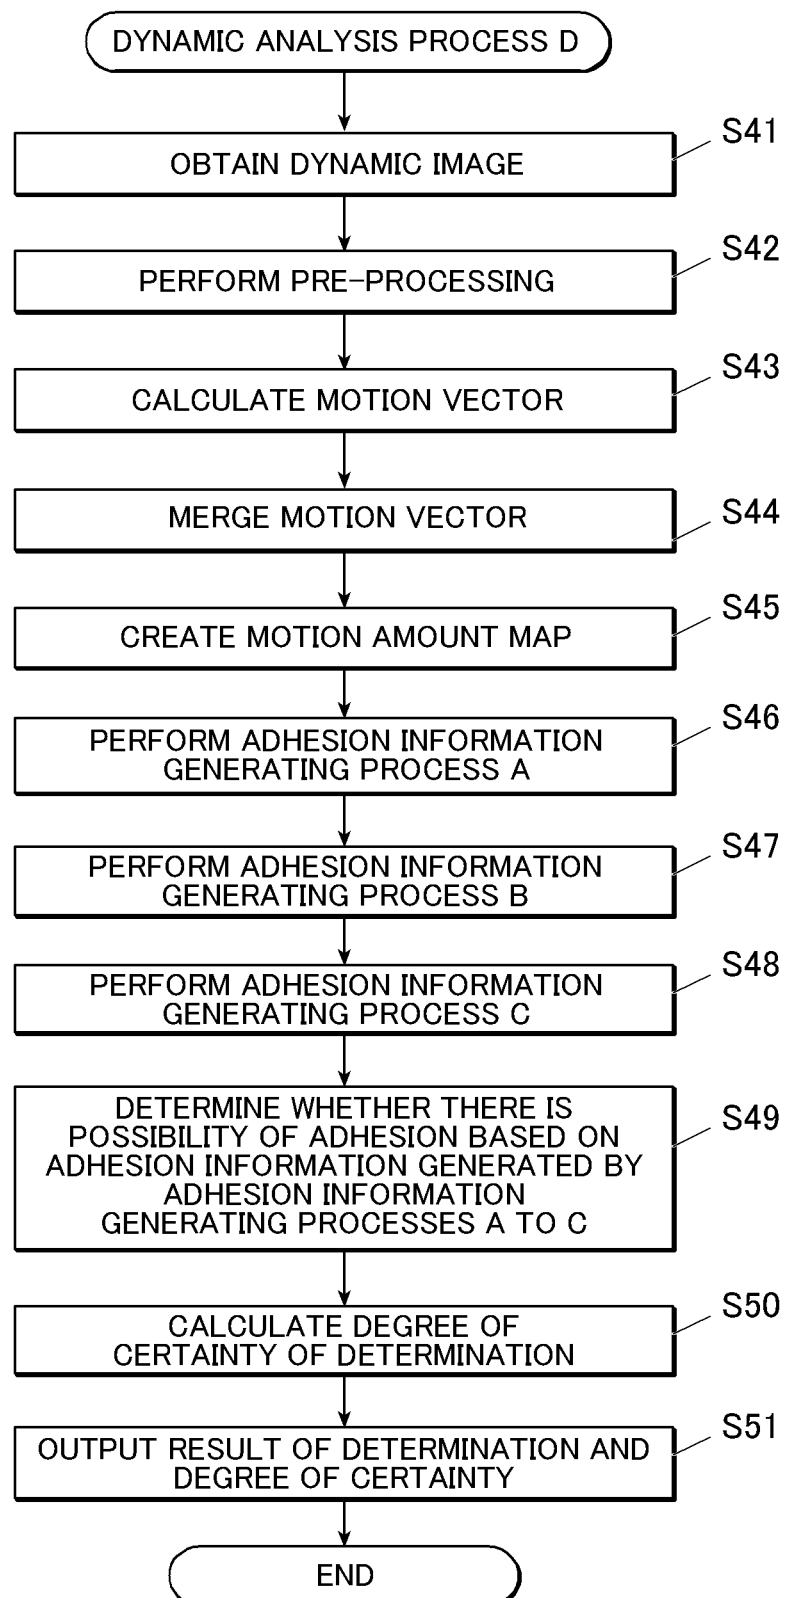 DYNAMIC ANALYSIS PROCESS D
S41
OBTAIN DYNAMIC IMAGE
S42
PERFORM PRE-PROCESSING
S43
CALCULATE MOTION VECTOR
S44
MERGE MOTION VECTOR
S45
CREATE MOTION AMOUNT MAP
S46
PERFORM ADHESION INFORMATION
GENERATING PROCESS A
S47
PERFORM ADHESION INFORMATION
GENERATING PROCESS B
S48
PERFORM ADHESION INFORMATION
GENERATING PROCESS C
S49
DETERMINE WHETHER THERE IS
POSSIBILITY OF ADHESION BASED ON
ADHESION INFORMATION GENERATED BY
ADHESION INFORMATION
GENERATING PROCESSES A TO C
S50
CALCULATE DEGREE OF
CERTAINTY OF DETERMINATION
S51
OUTPUT RESULT OF DETERMINATION AND
DEGREE OF CERTAINTY
END